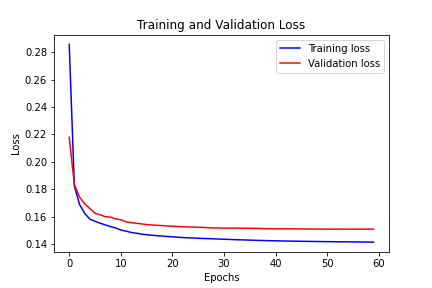 Training and Validation Loss
Training loss
Validation loss
0.28
0.26
0.24
0.22
0.20
0.18
0.16
0.14
Loss
0 10 20 30 40 50 60
Epochs